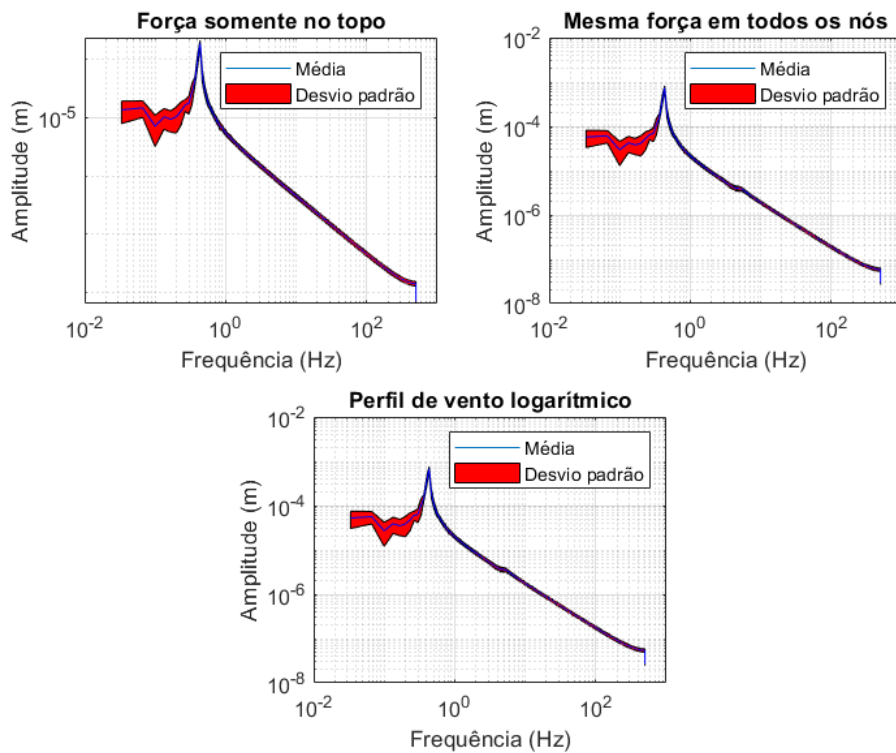 Força somente no topo
Média
Desvio padrão
10^-5
Amplitude (m)
10^-2 10^0 10^2
Frequência (Hz)
Mesma força em todos os nós
Média
Desvio padrão
10^-2
10^-4
10^-6
10^-8
Amplitude (m)
10^-2 10^0 10^2
Frequência (Hz)
Perfil de vento logarítmico
Média
Desvio padrão
10^-2
10^-4
10^-6
10^-8
Amplitude (m)
10^-2 10^0 10^2
Frequência (Hz)